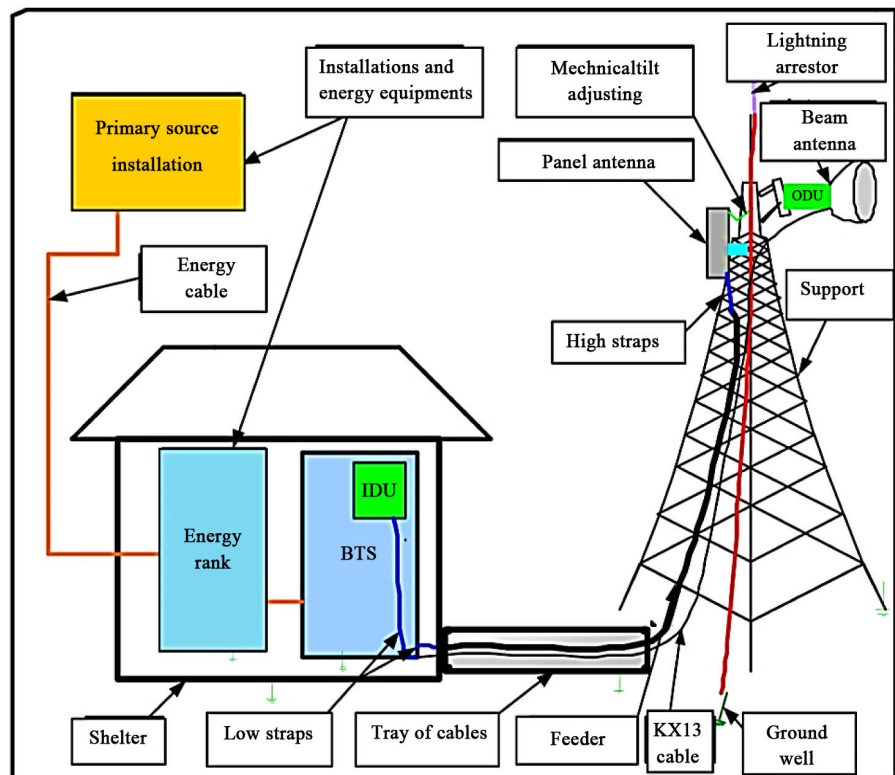 Lightning
arrestor
Installations and
energy equipments
Mechnicaltilt
adjusting
Beam
antenna
Primary source
installation
Panel antenna
ODU
Energy
cable
Support
High straps
IDU
Energy
rank
BTS
Shelter
Low straps
Tray of cables
Feeder
KX13
cable
Ground
well